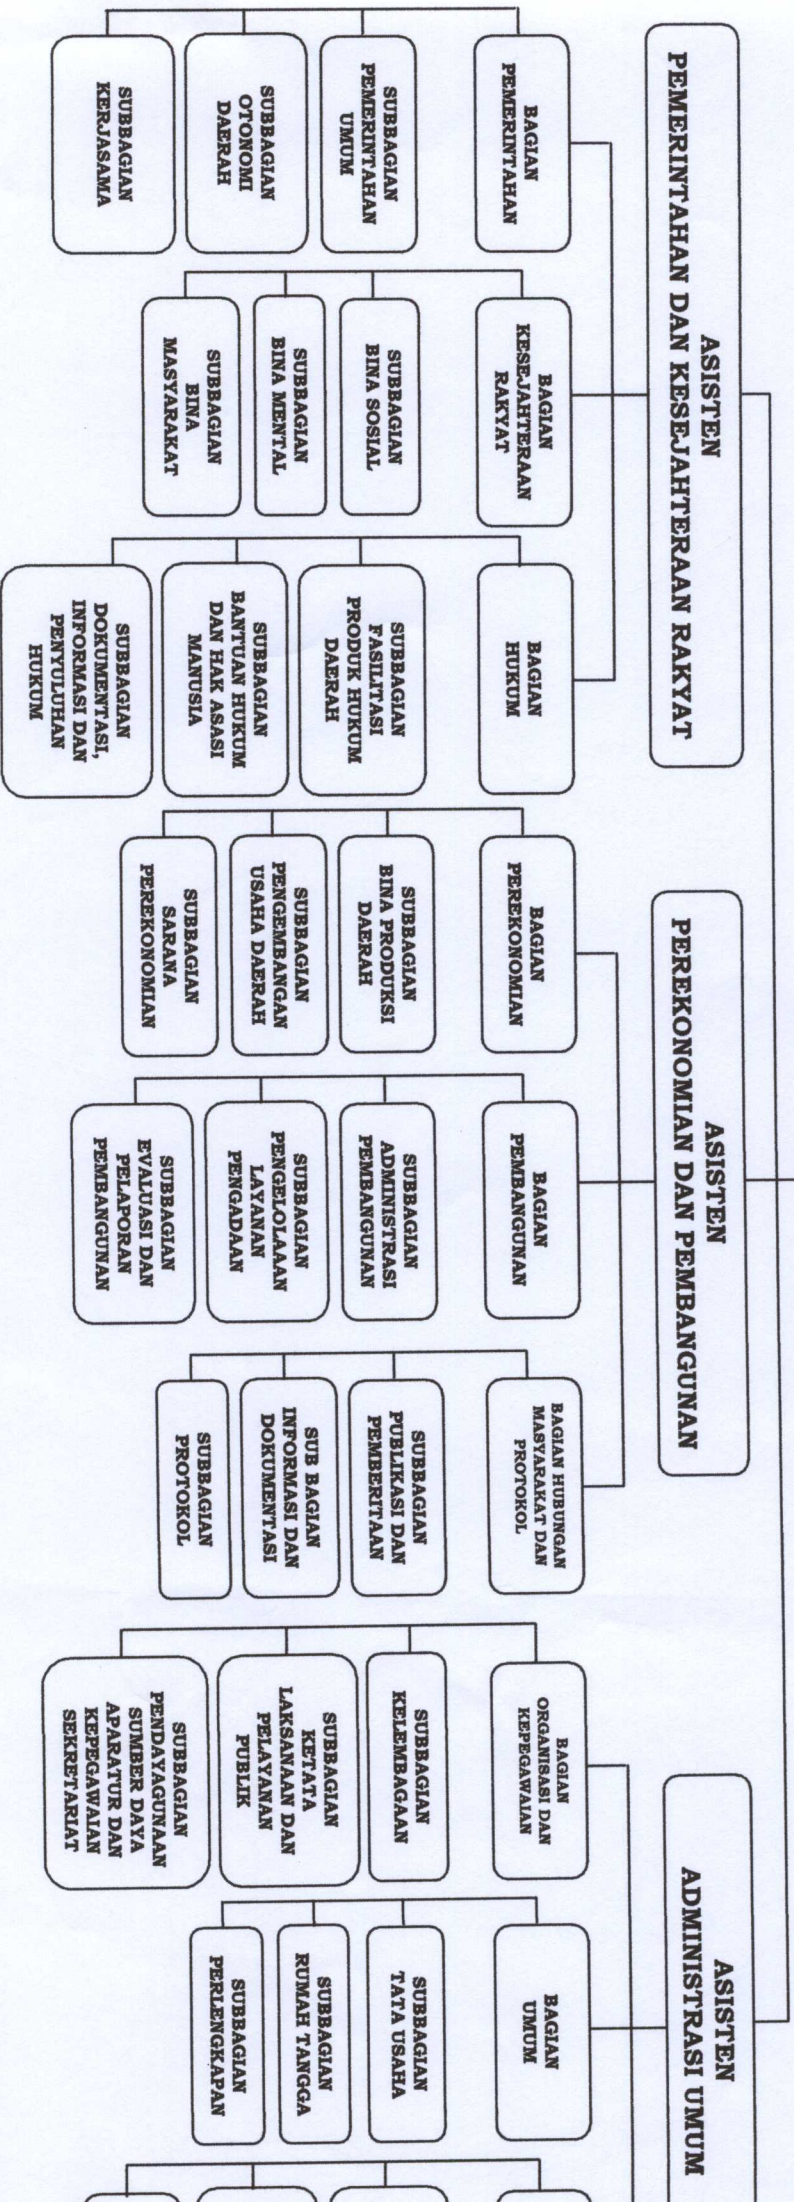 ASISTEN
PEMERINTAHAN DAN KESEJAHTERAAN RAKYAT
BAGIAN
PEMERINTAHAN
SUBBAGIAN
PEMERINTAHAN
UMUM
SUBBAGIAN
OTONOMI
DAERAH
SUBBAGIAN
KERJASAMA
BAGIAN
KESEJAHTERAAN
RAKYAT
SUBBAGIAN
BINA SOSIAL
SUBBAGIAN
BINA MENTAL
SUBBAGIAN
BINA
MASYARAKAT
BAGIAN
HUKUM
SUBBAGIAN
FASILITASI
PRODUK HUKUM
DAERAH
SUBBAGIAN
BANTUAN HUKUM
DAN HAK ASASI
MANUSIA
SUBBAGIAN
DOKUMENTASI,
INFORMASI DAN
PENYULUHAN
HUKUM
ASISTEN
PEREKONOMIAN DAN PEMBANGUNAN
BAGIAN
PEREKONOMIAN
SUBBAGIAN
BINA PRODUKSI
DAERAH
SUBBAGIAN
PENGEMBANGAN
USAHA DAERAH
SUBBAGIAN
SARANA
PEREKONOMIAN
BAGIAN
PEMBANGUNAN
SUBBAGIAN
ADMINISTRASI
PEMBANGUNAN
SUBBAGIAN
PENGELOLAAAN
LAYANAN
PENGADAAN
SUBBAGIAN
EVALUASI DAN
PELAPORAN
PEMBANGUNAN
BAGIAN HUBUNGAN
MASYARAKAT DAN
PROTOKOL
SUBBAGIAN
PUBLIKASI DAN
PEMBERITAAN
SUB BAGIAN
INFORMASI DAN
DOKUMENTASI
SUBBAGIAN
PROTOKOL
ASISTEN
ADMINISTRASI UMUM
BAGIAN
ORGANISASI DAN
KEPEGAWAIAN
SUBBAGIAN
KELEMBAGAAN
SUBBAGIAN
KETATA
LAKSANAAN DAN
PELAYANAN
PUBLIK
SUBBAGIAN
PENDAYAGUNAAN
SUMBER DAYA
APARATUR DAN
KEPEGAWAIAN
SEKRETARIAT
BAGIAN
UMUM
SUBBAGIAN
TATA USAHA
SUBBAGIAN
RUMAH TANGGA
SUBBAGIAN
PERLENGKAPAN